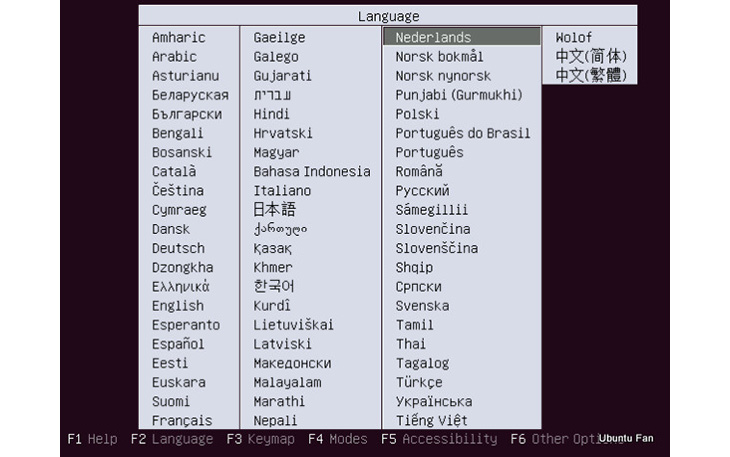 Language
Amharic
Arabic
Asturianu
Беларуская
Български
Bengali
Bosanski
Català
Čeština
Cymraeg
Dansk
Deutsch
Dzongkha
Ελληνικά
English
Esperanto
Español
Eesti
Euskara
Suomi
Français
Gaeilge
Galego
Gujarati
עברית
Hindi
Hrvatski
Magyar
Bahasa Indonesia
Italiano
日本語
ქართული
Қазақ
Khmer
한국어
Kurdî
Lietuviškai
Latviski
Македонски
Malayalam
Marathi
Nepali
Nederlands
Norsk bokmål
Norsk nynorsk
Punjabi (Gurmukhi)
Polski
Português do Brasil
Português
Română
Русский
Sámegillii
Slovenčina
Slovenščina
Shqip
Српски
Svenska
Tamil
Thai
Tagalog
Türkçe
Українська
Tiếng Việt
Wolof
中文(简体)
中文(繁體)
F1 Help F2 Language F3 Keymap F4 Modes F5 Accessibility F6 Other
Ubuntu Fan